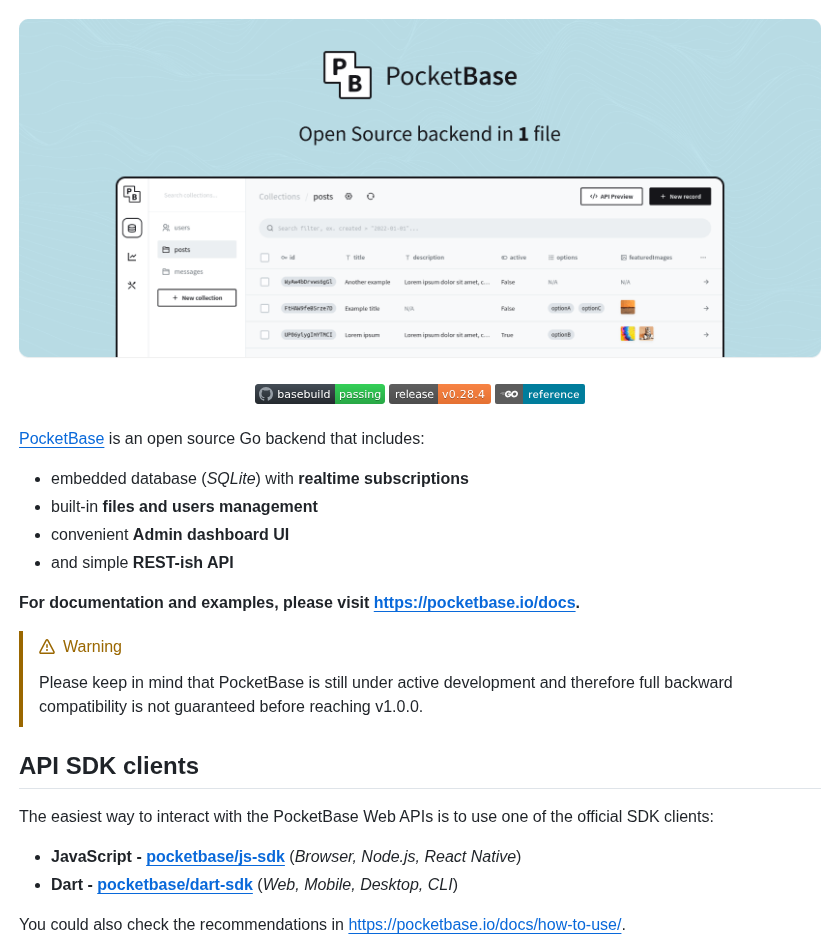 PocketBase
Open Source backend in 1 file
PB
Search collections...
Collections / posts
API Preview
+ New record
users
Search filter, ex. created > "2022-01-01"...
posts
id title description active options featuredImages
messages
Another example Lorem ipsum dolor sit amet, c... False N/A N/A
+ New collection
Example title N/A False optionA optionC
Lorem ipsum Lorem ipsum dolor sit amet, c... True optionB
basebuild passing release v0.28.4 GO reference
PocketBase is an open source Go backend that includes:
• embedded database (SQLite) with realtime subscriptions
• built-in files and users management
• convenient Admin dashboard UI
• and simple REST-ish API
For documentation and examples, please visit https://pocketbase.io/docs.
Warning
Please keep in mind that PocketBase is still under active development and therefore full backward
compatibility is not guaranteed before reaching v1.0.0.
API SDK clients
The easiest way to interact with the PocketBase Web APIs is to use one of the official SDK clients:
• JavaScript - pocketbase/js-sdk (Browser, Node.js, React Native)
• Dart - pocketbase/dart-sdk (Web, Mobile, Desktop, CLI)
You could also check the recommendations in https://pocketbase.io/docs/how-to-use/.